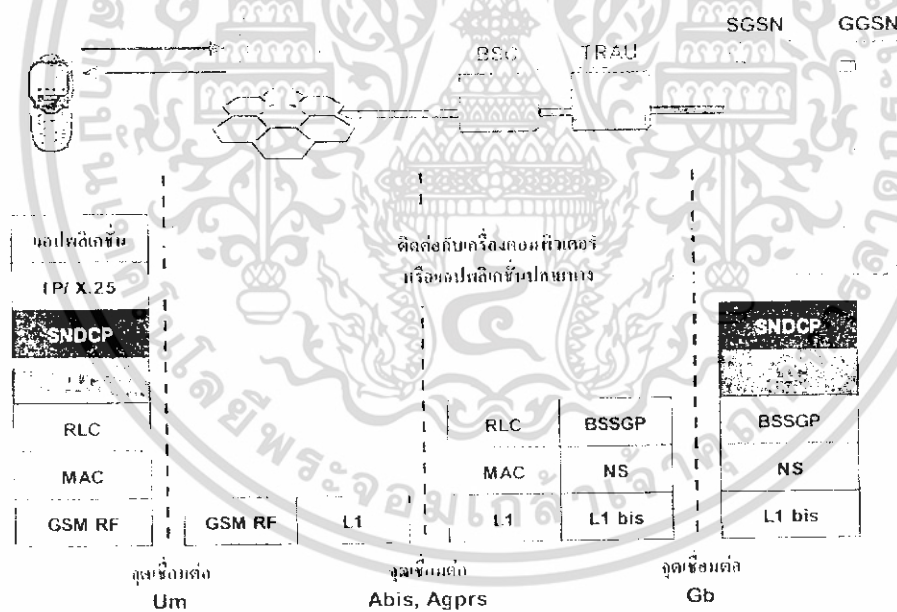 SGSN GGSN
BSC TRAU
แอปพลิเกชั่น
ติดต่อกับเครื่องคอมพิวเตอร์
หรือแอปพลิเกชั่นปลายทาง
IP/ X.25
SNDCP SNDCP
RLC RLC BSSGP BSSGP
MAC MAC NS NS
GSM RF GSM RF L1 L1 L1 bis L1 bis
จุดเชื่อมต่อ จุดเชื่อมต่อ จุดเชื่อมต่อ
Um Abis, Agprs Gb